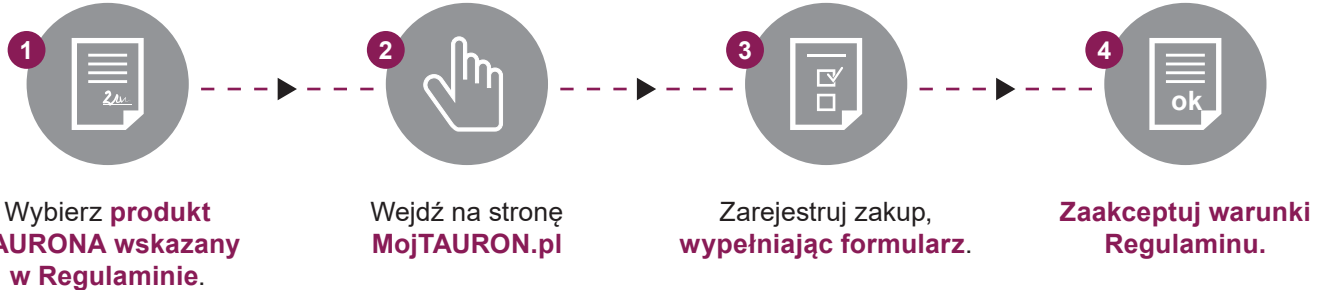 1
2
3
4
ok
Wybierz produkt
AURONA wskazany
w Regulaminie.
Wejdź na stronę
MojTAURON.pl
Zarejestruj zakup,
wypełniając formularz.
Zaakceptuj warunki
Regulaminu.